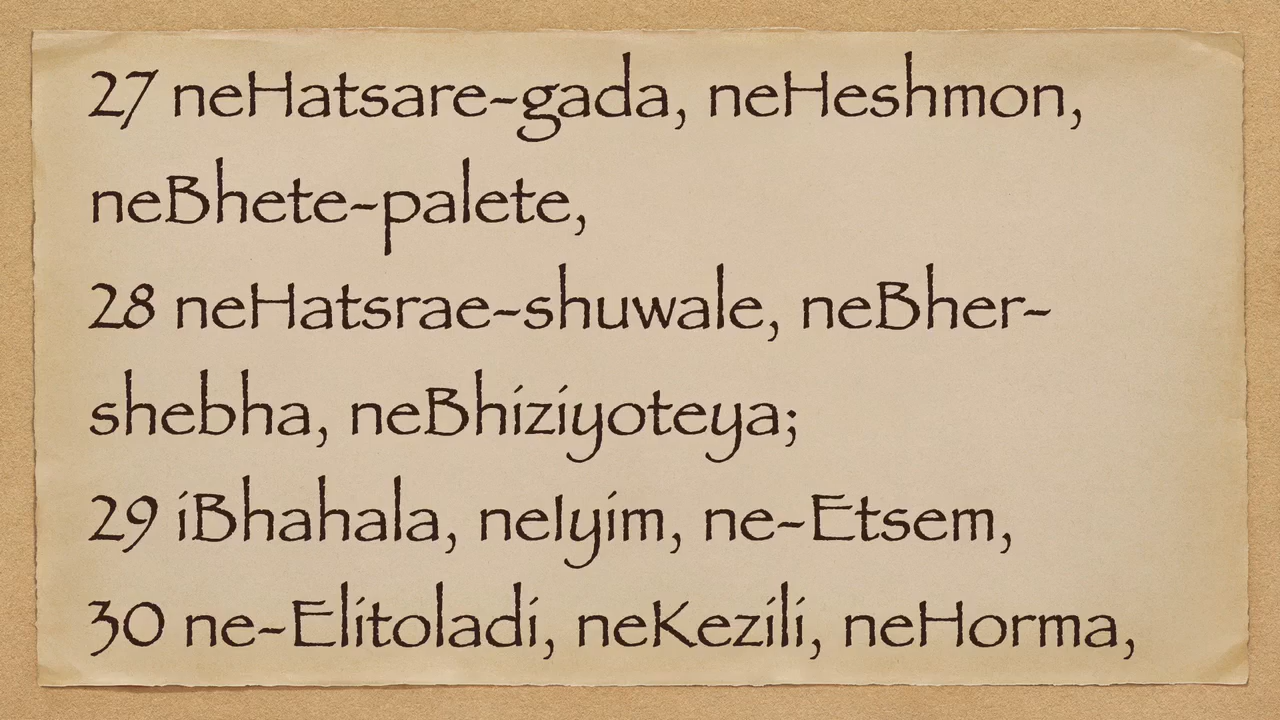 27 neHatsare-gada, neHeshmon,
neBhete-palete,
28 neHatsrae-shuwale, neBher-
shebha, neBhiziyoteya;
29 iBhahala, neIyim, ne-Etsem,
30 ne-Elitoladi, neKezili, neHorma,